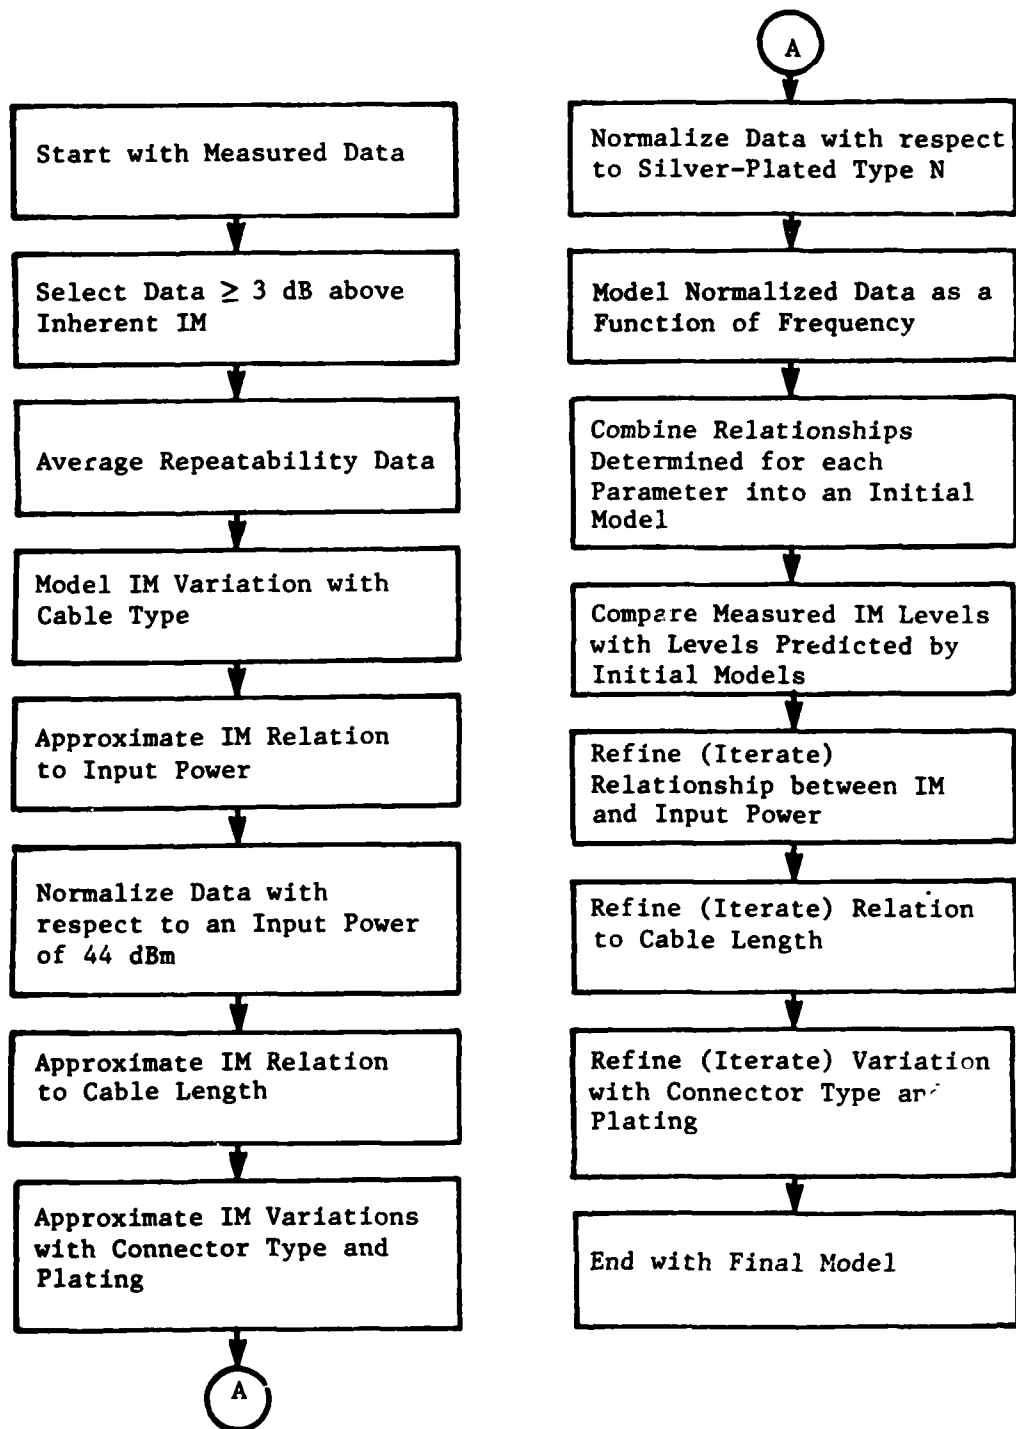 Start with Measured Data
Select Data ≥ 3 dB above
Inherent IM
Average Repeatability Data
Model IM Variation with
Cable Type
Approximate IM Relation
to Input Power
Normalize Data with
respect to an Input Power
of 44 dBm
Approximate IM Relation
to Cable Length
Approximate IM Variations
with Connector Type and
Plating
A
A
Normalize Data with respect
to Silver-Plated Type N
Model Normalized Data as a
Function of Frequency
Combine Relationships
Determined for each
Parameter into an Initial
Model
Compare Measured IM Levels
with Levels Predicted by
Initial Models
Refine (Iterate)
Relationship between IM
and Input Power
Refine (Iterate) Relation
to Cable Length
Refine (Iterate) Variation
with Connector Type and
Plating
End with Final Model